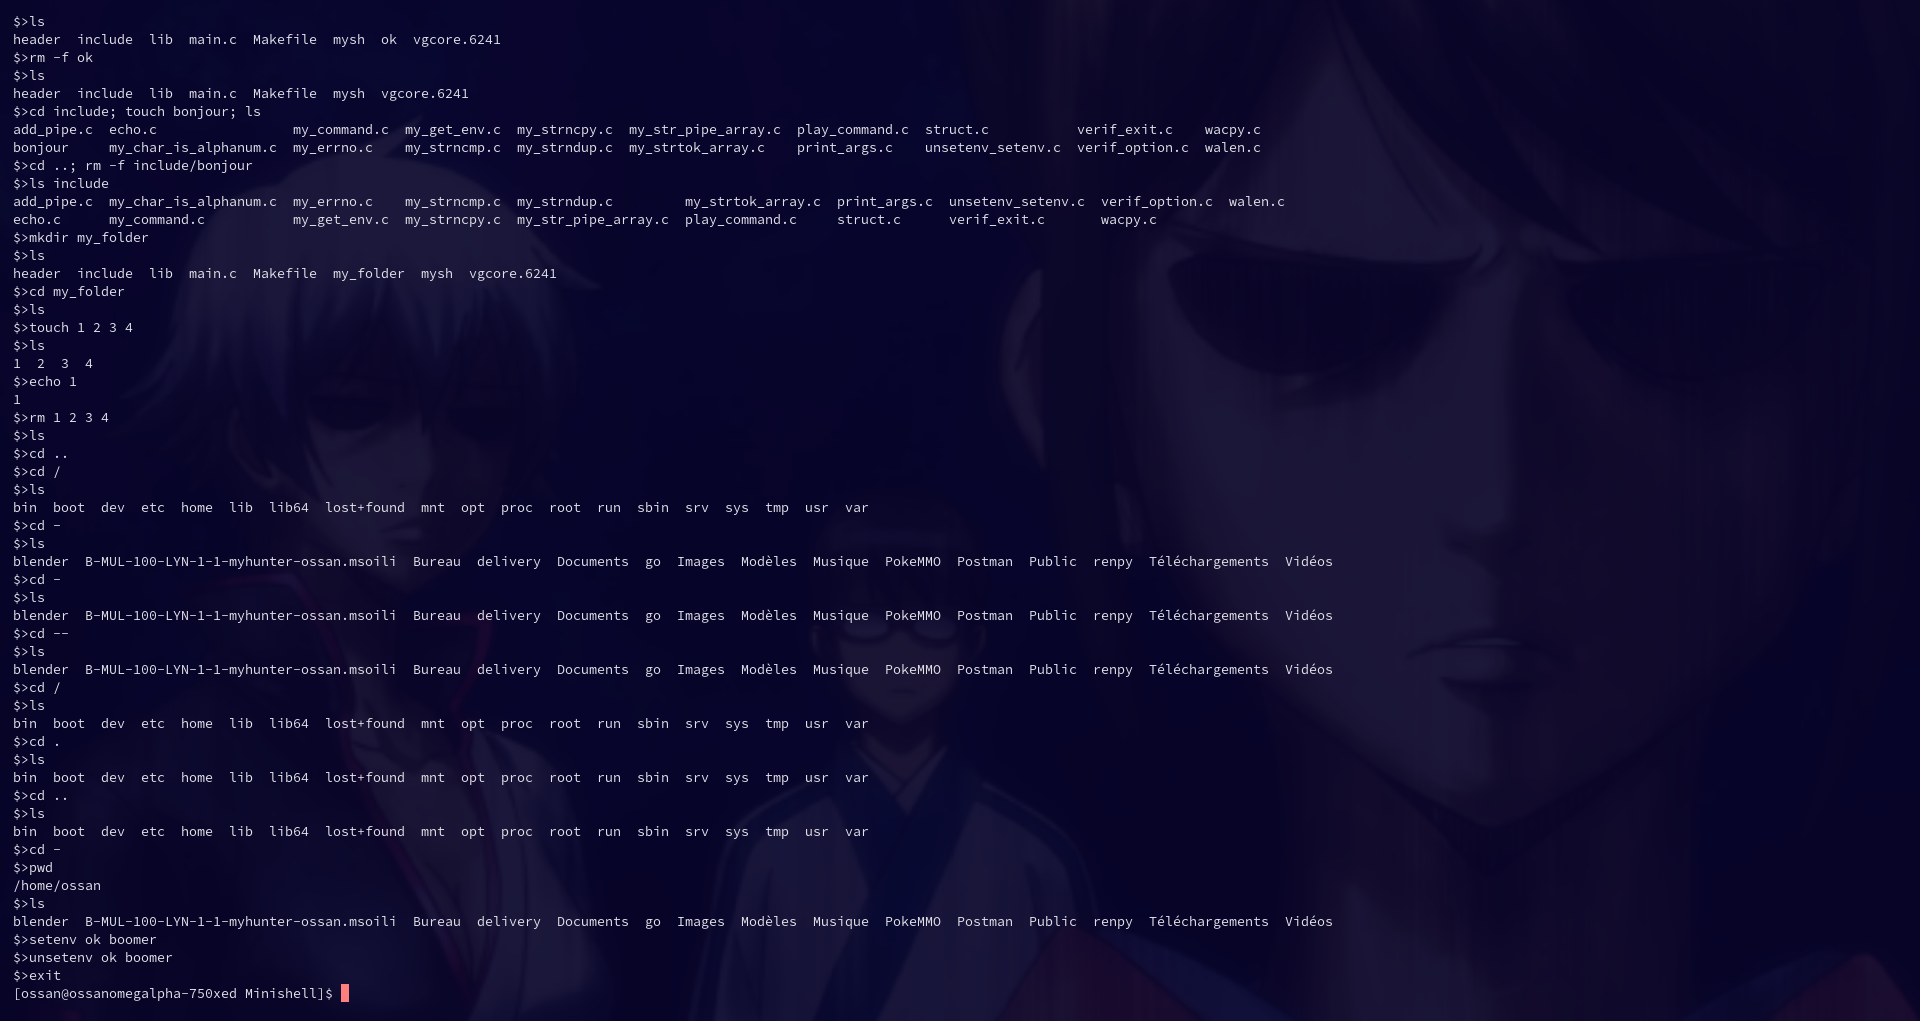 $>ls
header  include  lib  main.c  Makefile  mysh  ok  vgcore.6241
$>rm -f ok
$>ls
header  include  lib  main.c  Makefile  mysh  vgcore.6241
$>cd include; touch bonjour; ls
add_pipe.c  echo.c                 my_command.c  my_get_env.c  my_strncpy.c  my_str_pipe_array.c  play_command.c  struct.c           verif_exit.c    wacpy.c
bonjour     my_char_is_alphanum.c  my_errno.c    my_strncmp.c  my_strndup.c  my_strtok_array.c    print_args.c    unsetenv_setenv.c  verif_option.c  walen.c
$>cd ..; rm -f include/bonjour
$>ls include
add_pipe.c  my_char_is_alphanum.c  my_errno.c    my_strncmp.c  my_strndup.c         my_strtok_array.c  print_args.c  unsetenv_setenv.c  verif_option.c  walen.c
echo.c      my_command.c           my_get_env.c  my_strncpy.c  my_str_pipe_array.c  play_command.c     struct.c      verif_exit.c       wacpy.c
$>mkdir my_folder
$>ls
header  include  lib  main.c  Makefile  my_folder  mysh  vgcore.6241
$>cd my_folder
$>ls
$>touch 1 2 3 4
$>ls
1  2  3  4
$>echo 1
1
$>rm 1 2 3 4
$>ls
$>cd ..
$>cd /
$>ls
bin  boot  dev  etc  home  lib  lib64  lost+found  mnt  opt  proc  root  run  sbin  srv  sys  tmp  usr  var
$>cd -
$>ls
blender  B-MUL-100-LYN-1-1-myhunter-ossan.msoili  Bureau  delivery  Documents  go  Images  Modèles  Musique  PokeMMO  Postman  Public  renpy  Téléchargements  Vidéos
$>cd -
$>ls
blender  B-MUL-100-LYN-1-1-myhunter-ossan.msoili  Bureau  delivery  Documents  go  Images  Modèles  Musique  PokeMMO  Postman  Public  renpy  Téléchargements  Vidéos
$>cd --
$>ls
blender  B-MUL-100-LYN-1-1-myhunter-ossan.msoili  Bureau  delivery  Documents  go  Images  Modèles  Musique  PokeMMO  Postman  Public  renpy  Téléchargements  Vidéos
$>cd /
$>ls
bin  boot  dev  etc  home  lib  lib64  lost+found  mnt  opt  proc  root  run  sbin  srv  sys  tmp  usr  var
$>cd .
$>ls
bin  boot  dev  etc  home  lib  lib64  lost+found  mnt  opt  proc  root  run  sbin  srv  sys  tmp  usr  var
$>cd ..
$>ls
bin  boot  dev  etc  home  lib  lib64  lost+found  mnt  opt  proc  root  run  sbin  srv  sys  tmp  usr  var
$>cd -
$>pwd
/home/ossan
$>ls
blender  B-MUL-100-LYN-1-1-myhunter-ossan.msoili  Bureau  delivery  Documents  go  Images  Modèles  Musique  PokeMMO  Postman  Public  renpy  Téléchargements  Vidéos
$>setenv ok boomer
$>unsetenv ok boomer
$>exit
[ossan@ossanomegalpha-750xed Minishell]$